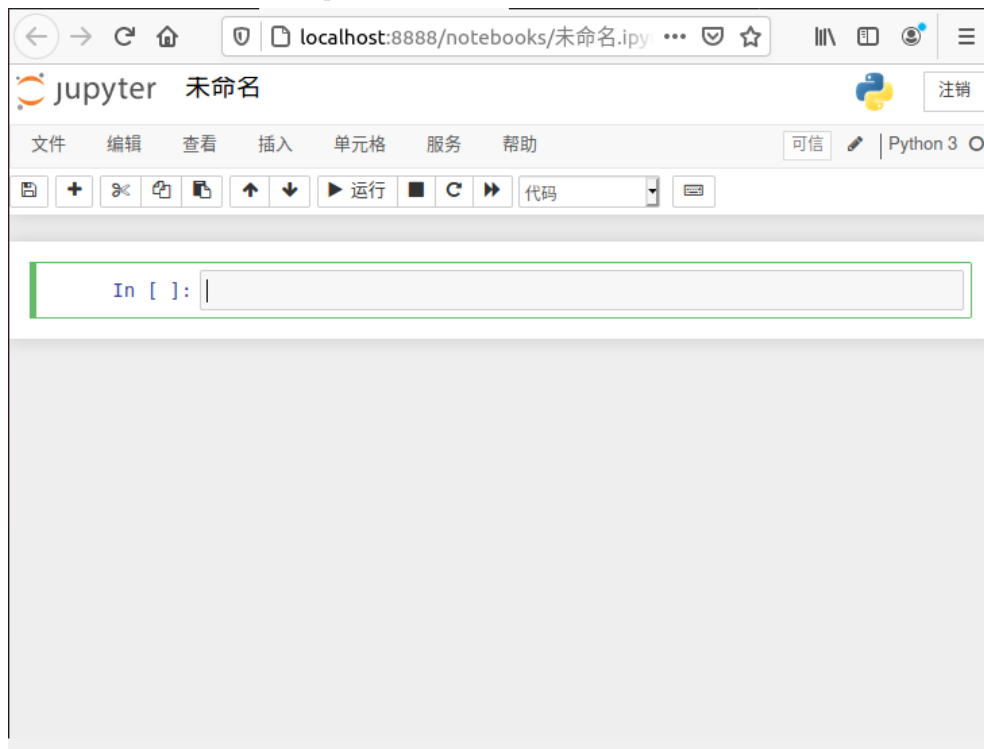 localhost:8888/notebooks/未命名.ipy
jupyter 未命名 注销
文件 编辑 查看 插入 单元格 服务 帮助 可信 Python 3
运行 代码
In [ ]: